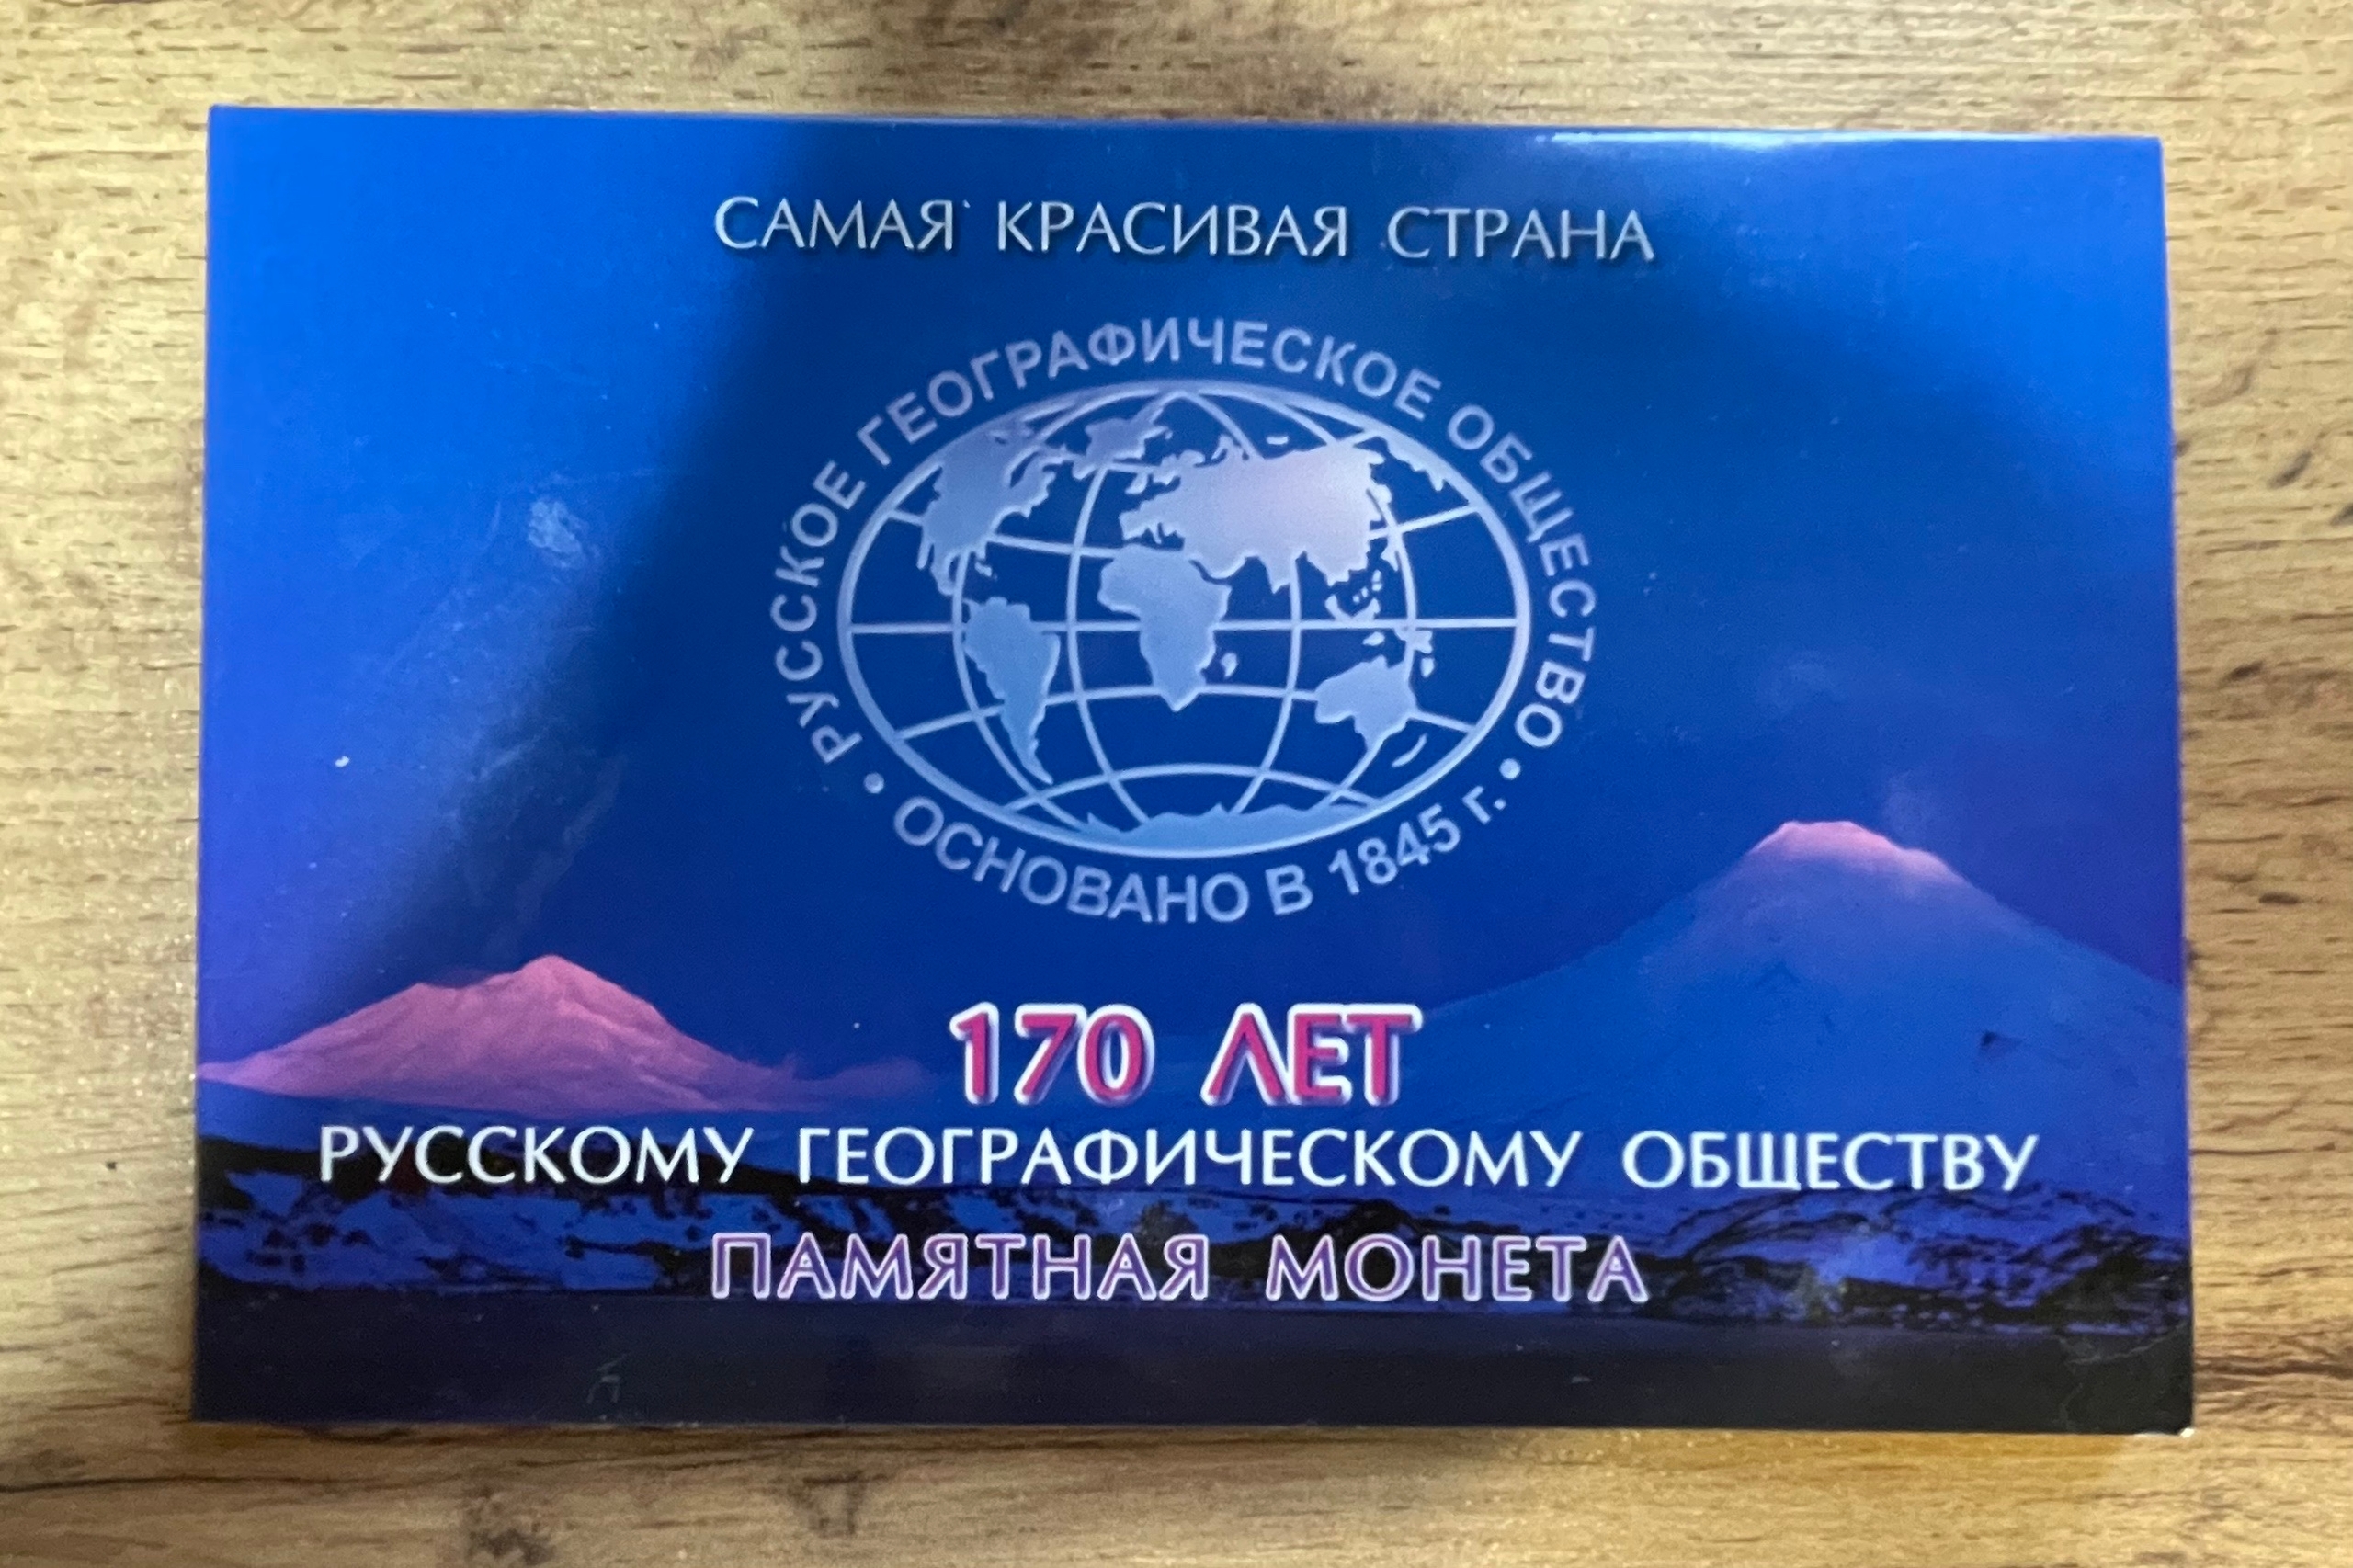 САМАЯ КРАСИВАЯ СТРАНА
• РУССКОЕ ГЕОГРАФИЧЕСКОЕ ОБЩЕСТВО •
ОСНОВАНО В 1845 г.
170 ЛЕТ
РУССКОМУ ГЕОГРАФИЧЕСКОМУ ОБЩЕСТВУ
ПАМЯТНАЯ МОНЕТА